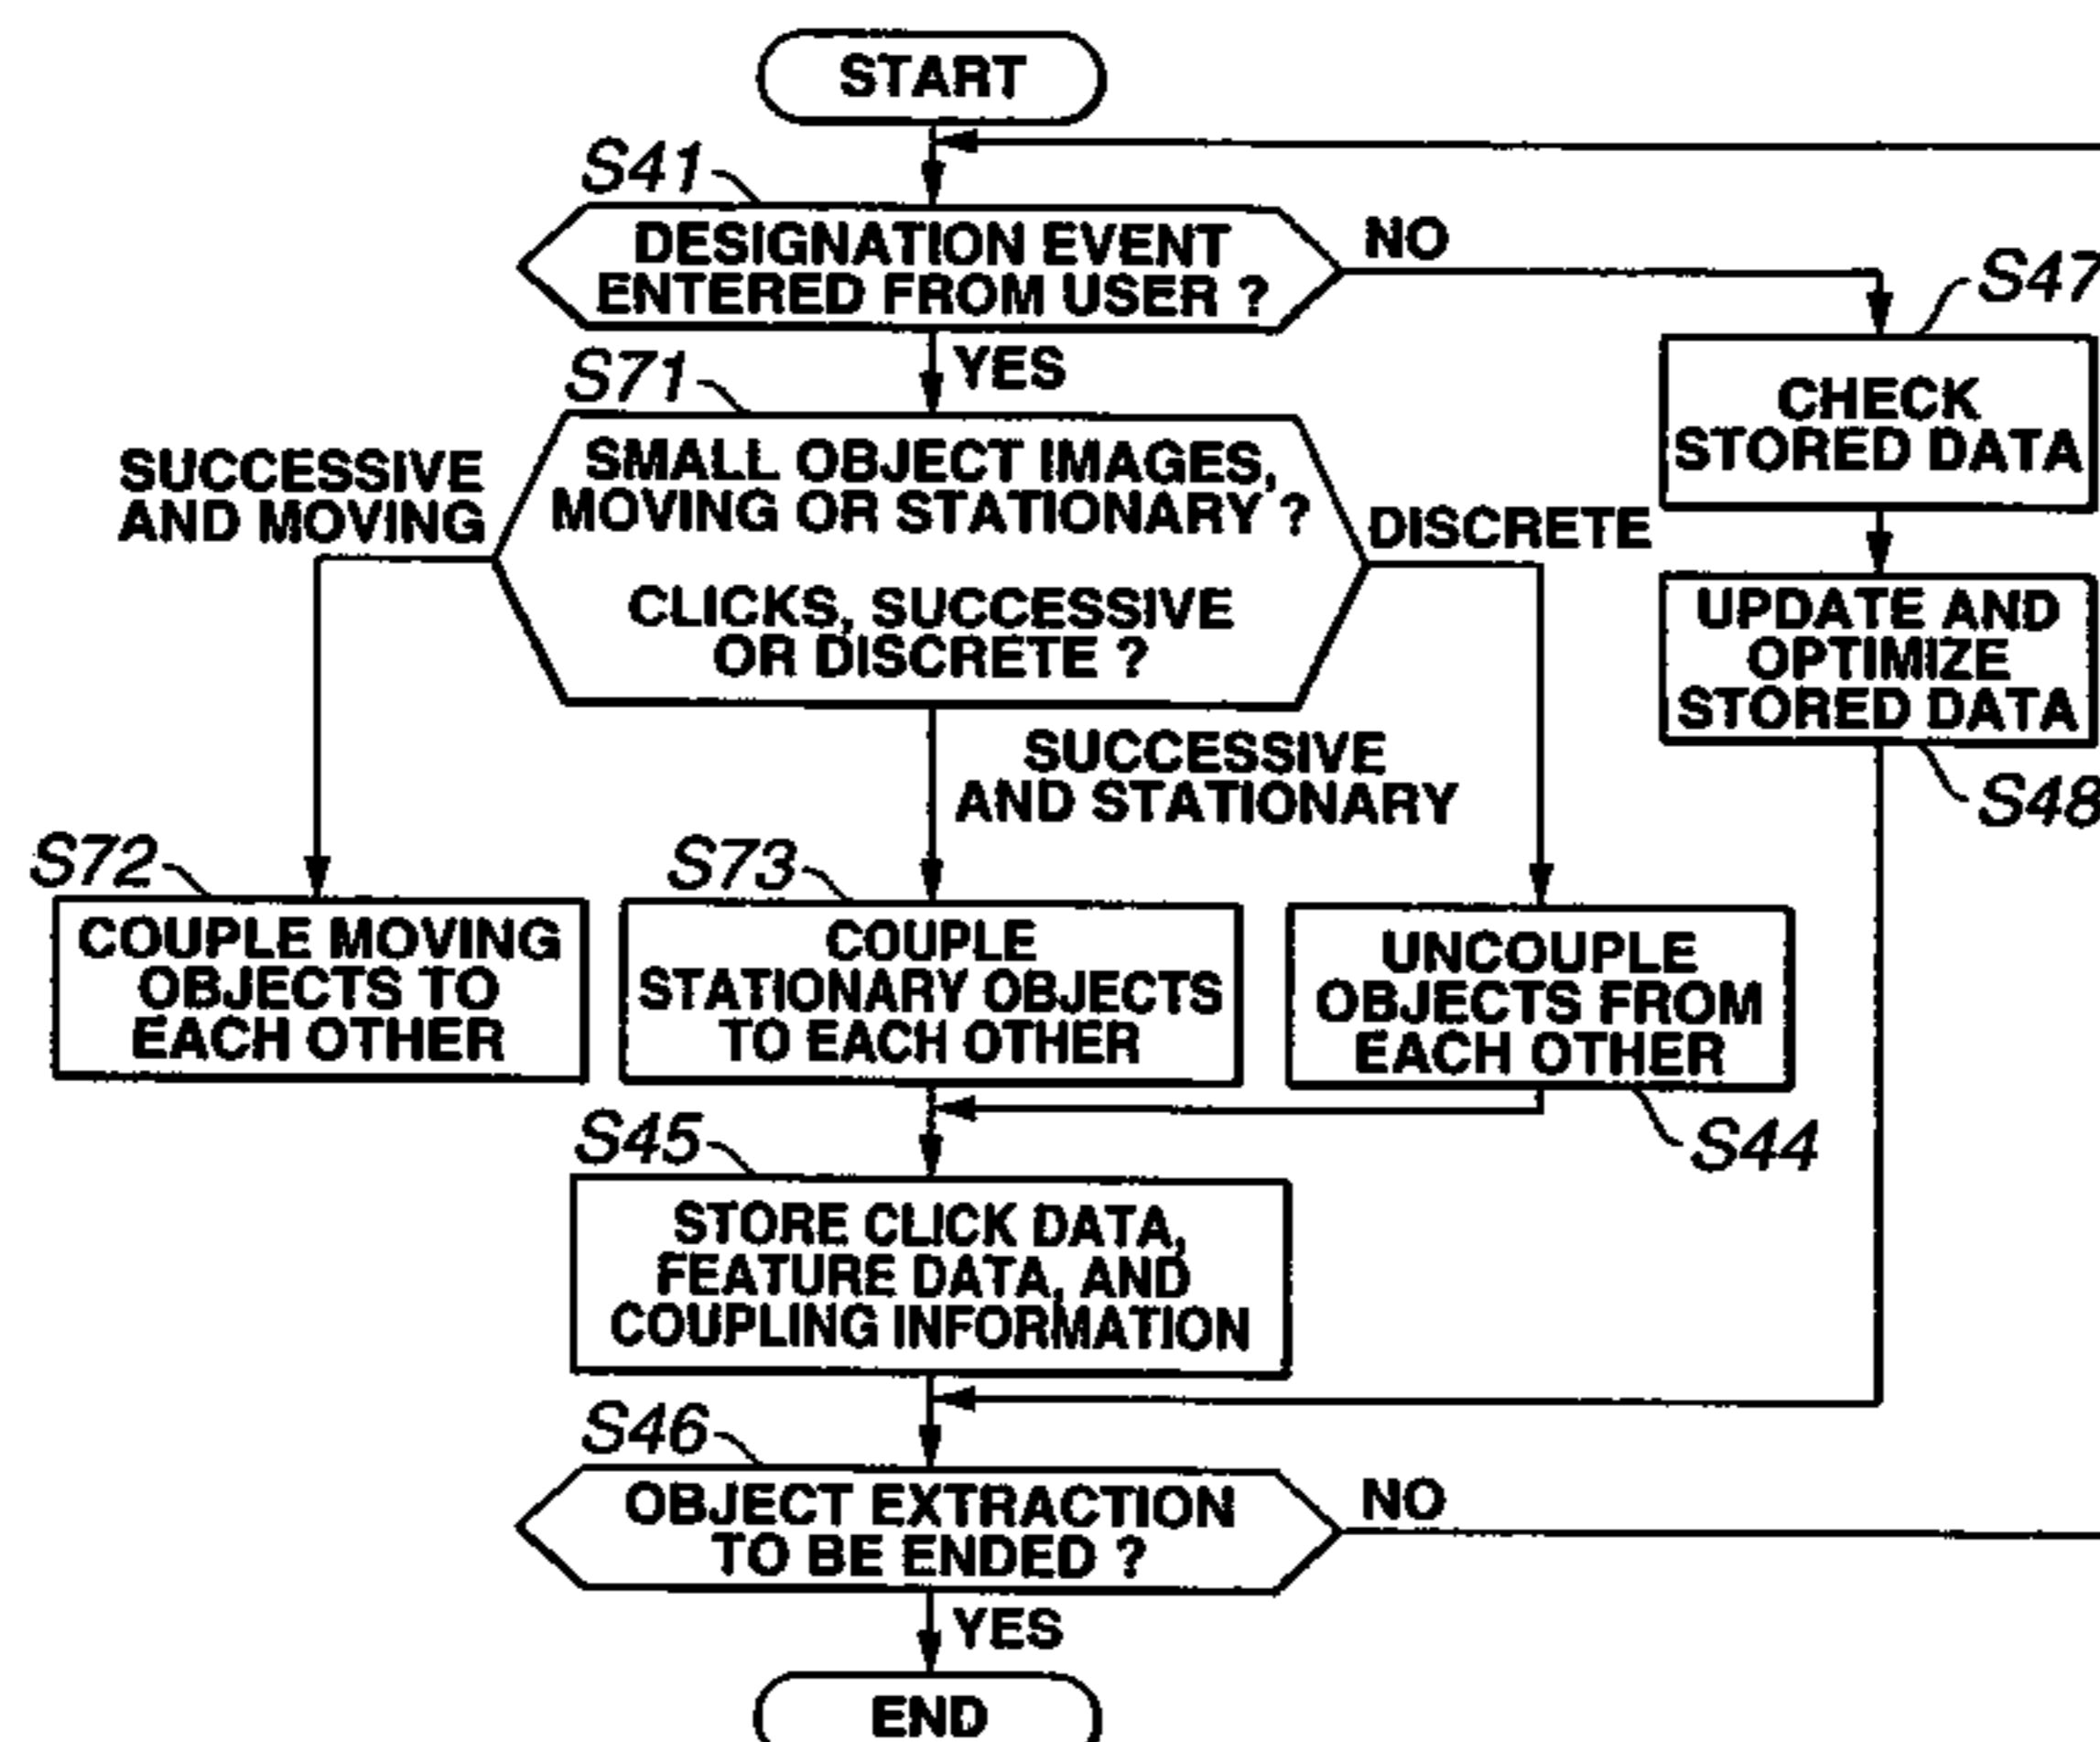 START
S41
DESIGNATION EVENT
ENTERED FROM USER ?
NO
YES
S47
CHECK
STORED DATA
S71
SMALL OBJECT IMAGES,
MOVING OR STATIONARY ?
CLICKS, SUCCESSIVE
OR DISCRETE ?
SUCCESSIVE
AND MOVING
DISCRETE
UPDATE AND
OPTIMIZE
STORED DATA
S48
SUCCESSIVE
AND STATIONARY
S72
COUPLE MOVING
OBJECTS TO
EACH OTHER
S73
COUPLE
STATIONARY OBJECTS
TO EACH OTHER
UNCOUPLE
OBJECTS FROM
EACH OTHER
S44
S45
STORE CLICK DATA,
FEATURE DATA, AND
COUPLING INFORMATION
S46
OBJECT EXTRACTION
TO BE ENDED ?
NO
YES
END